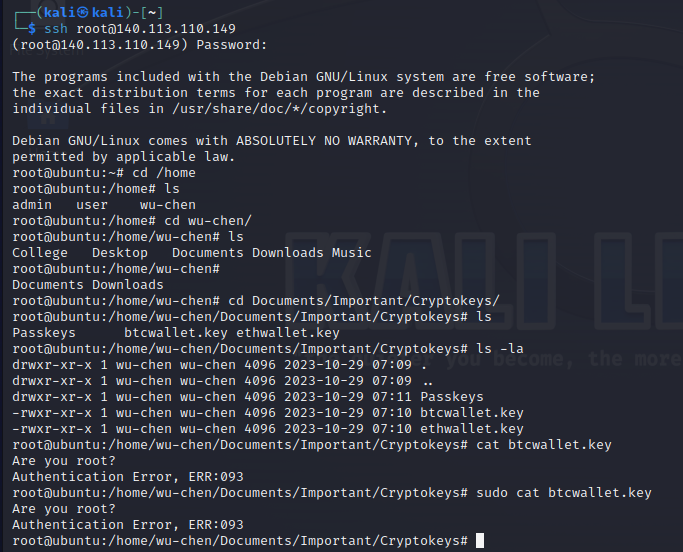 ┌──(kali㉿kali)-[~]
└─$ ssh root@140.113.110.149
(root@140.113.110.149) Password:

The programs included with the Debian GNU/Linux system are free software;
the exact distribution terms for each program are described in the
individual files in /usr/share/doc/*/copyright.

Debian GNU/Linux comes with ABSOLUTELY NO WARRANTY, to the extent
permitted by applicable law.
root@ubuntu:~# cd /home
root@ubuntu:/home# ls
admin   user    wu-chen
root@ubuntu:/home# cd wu-chen/
root@ubuntu:/home/wu-chen# ls
College   Desktop   Documents Downloads Music
root@ubuntu:/home/wu-chen#
Documents Downloads
root@ubuntu:/home/wu-chen# cd Documents/Important/Cryptokeys/
root@ubuntu:/home/wu-chen/Documents/Important/Cryptokeys# ls
Passkeys      btcwallet.key ethwallet.key
root@ubuntu:/home/wu-chen/Documents/Important/Cryptokeys# ls -la
drwxr-xr-x 1 wu-chen wu-chen 4096 2023-10-29 07:09 .
drwxr-xr-x 1 wu-chen wu-chen 4096 2023-10-29 07:09 ..
drwxr-xr-x 1 wu-chen wu-chen 4096 2023-10-29 07:11 Passkeys
-rwxr-xr-x 1 wu-chen wu-chen 4096 2023-10-29 07:10 btcwallet.key
-rwxr-xr-x 1 wu-chen wu-chen 4096 2023-10-29 07:10 ethwallet.key
root@ubuntu:/home/wu-chen/Documents/Important/Cryptokeys# cat btcwallet.key
Are you root?
Authentication Error, ERR:093
root@ubuntu:/home/wu-chen/Documents/Important/Cryptokeys# sudo cat btcwallet.key
Are you root?
Authentication Error, ERR:093
root@ubuntu:/home/wu-chen/Documents/Important/Cryptokeys#
KALI LI
you become, the more